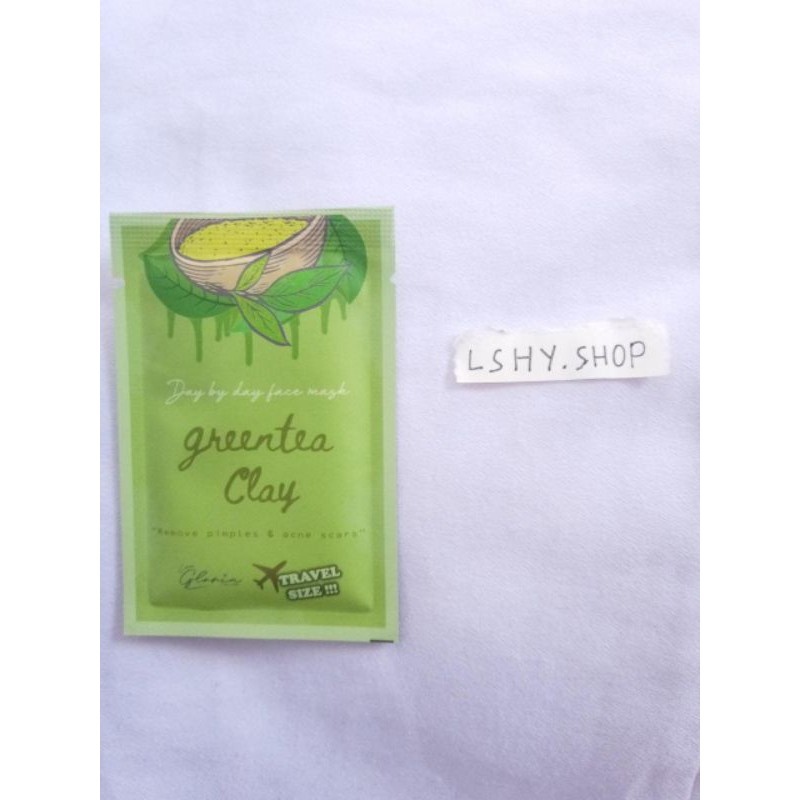 Day by day face mask
greentea
Clay
"Remove pimples & acne scars"
Gloria
TRAVEL
SIZE !!!
LSHY.SHOP